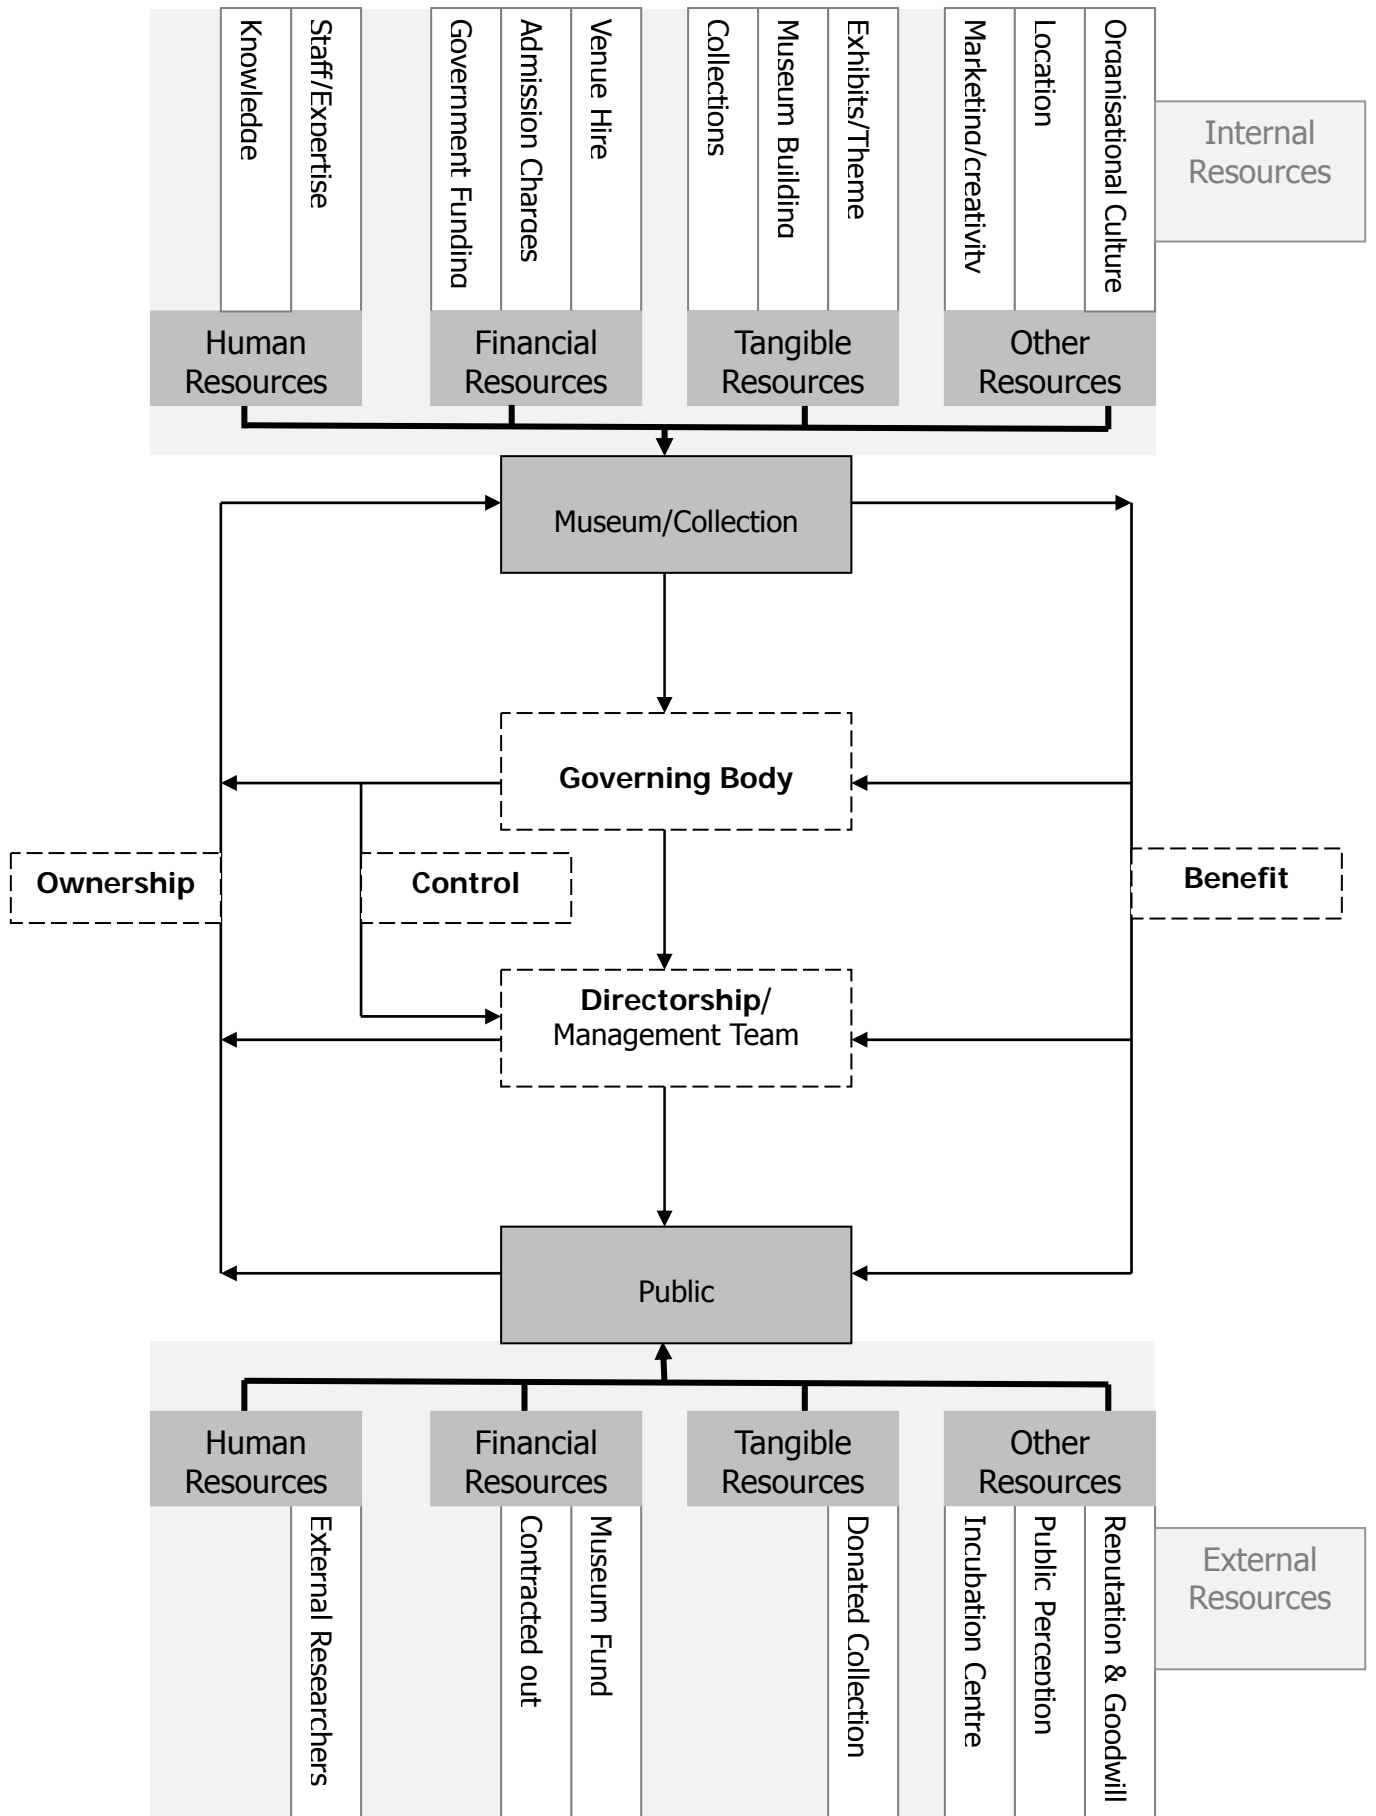 Knowledge
Staff/Expertise
Government Funding
Admission Charges
Venue Hire
Collections
Museum Building
Exhibits/Theme
Marketing/creativity
Location
Organisational Culture
Internal
Resources
Human
Resources
Financial
Resources
Tangible
Resources
Other
Resources
Museum/Collection
Governing Body
Ownership
Control
Benefit
Directorship/
Management Team
Public
Human
Resources
Financial
Resources
Tangible
Resources
Other
Resources
External Researchers
Contracted out
Museum Fund
Donated Collection
Incubation Centre
Public Perception
Reputation & Goodwill
External
Resources